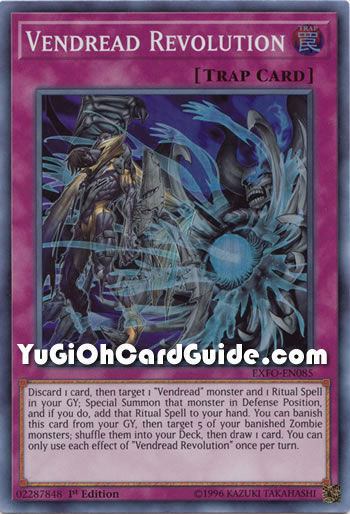 VENDREAD REVOLUTION
TRAP
罠
[TRAP CARD]
YuGiOhCardGuide.com
EXFO-EN085
Discard 1 card, then target 1 "Vendread" monster and 1 Ritual Spell
in your GY; Special Summon that monster in Defense Position,
and if you do, add that Ritual Spell to your hand. You can banish
this card from your GY, then target 5 of your banished Zombie
monsters; shuffle them into your Deck, then draw 1 card. You can
only use each effect of "Vendread Revolution" once per turn.
02287848 1st Edition ©1996 KAZUKI TAKAHASHI